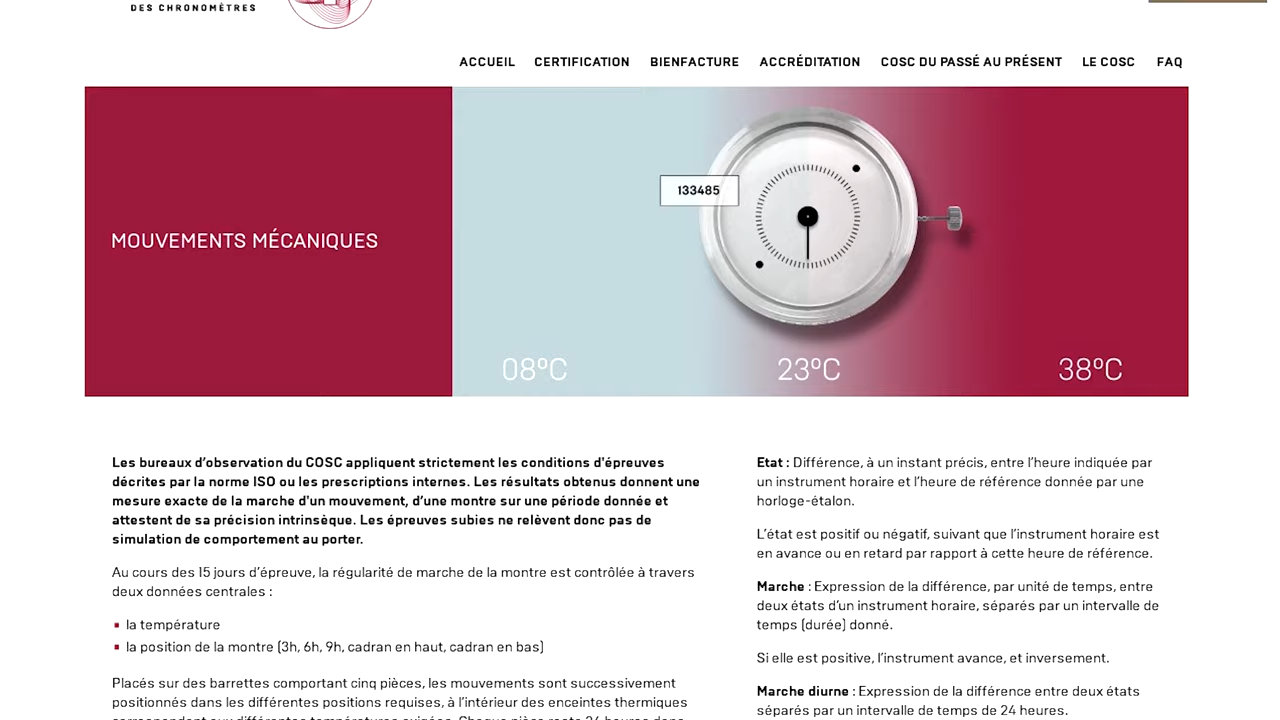 DES CHRONOMÈTRES
ACCUEIL CERTIFICATION BIENFACTURE ACCRÉDITATION COSC DU PASSÉ AU PRÉSENT LE COSC FAQ
133485
MOUVEMENTS MÉCANIQUES
08°C 23°C 38°C
Les bureaux d’observation du COSC appliquent strictement les conditions d'épreuves
décrites par la norme ISO ou les prescriptions internes. Les résultats obtenus donnent une
mesure exacte de la marche d'un mouvement, d’une montre sur une période donnée et
attestent de sa précision intrinsèque. Les épreuves subies ne relèvent donc pas de
simulation de comportement au porter.
Au cours des 15 jours d’épreuve, la régularité de marche de la montre est contrôlée à travers
deux données centrales :
la température
la position de la montre (3h, 6h, 9h, cadran en haut, cadran en bas)
Placés sur des barrettes comportant cinq pièces, les mouvements sont successivement
positionnés dans les différentes positions requises, à l’intérieur des enceintes thermiques
correspondant aux différentes températures exigées. Chaque pièce reste 24 heures dans
Etat : Différence, à un instant précis, entre l’heure indiquée par
un instrument horaire et l’heure de référence donnée par une
horloge-étalon.
L’état est positif ou négatif, suivant que l’instrument horaire est
en avance ou en retard par rapport à cette heure de référence.
Marche : Expression de la différence, par unité de temps, entre
deux états d’un instrument horaire, séparés par un intervalle de
temps (durée) donné.
Si elle est positive, l’instrument avance, et inversement.
Marche diurne : Expression de la différence entre deux états
séparés par un intervalle de temps de 24 heures.